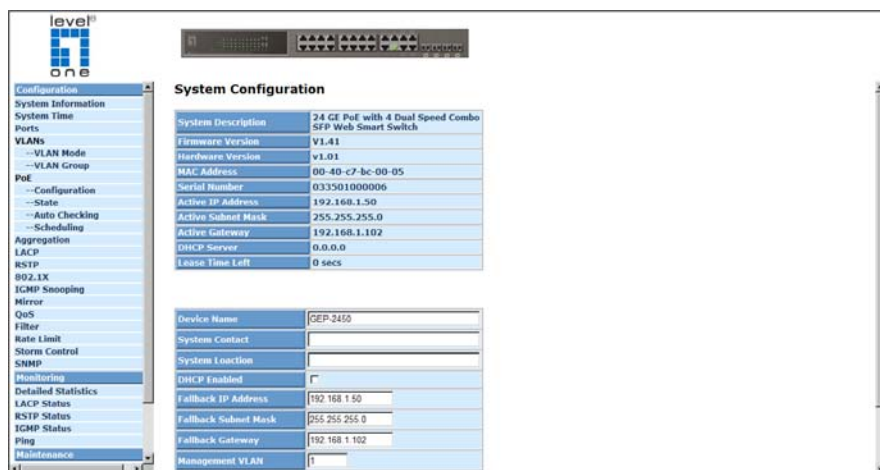 level
one
Configuration
System Information
System Time
Ports
VLANs
--VLAN Mode
--VLAN Group
PoE
--Configuration
--State
--Auto Checking
--Scheduling
Aggregation
LACP
RSTP
802.1X
IGMP Snooping
Mirror
QoS
Filter
Rate Limit
Storm Control
SNMP
Monitoring
Detailed Statistics
LACP Status
RSTP Status
IGMP Status
Ping
Maintenance
System Configuration
System Description 24 GE PoE with 4 Dual Speed Combo
SFP Web Smart Switch
Firmware Version V1.41
Hardware Version v1.01
MAC Address 00-40-c7-bc-00-05
Serial Number 033501000006
Active IP Address 192.168.1.50
Active Subnet Mask 255.255.255.0
Active Gateway 192.168.1.102
DHCP Server 0.0.0.0
Lease Time Left 0 secs
Device Name GEP-2450
System Contact
System Loaction
DHCP Enabled
Fallback IP Address 192.168.1.50
Fallback Subnet Mask 255.255.255.0
Fallback Gateway 192.168.1.102
Management VLAN 1